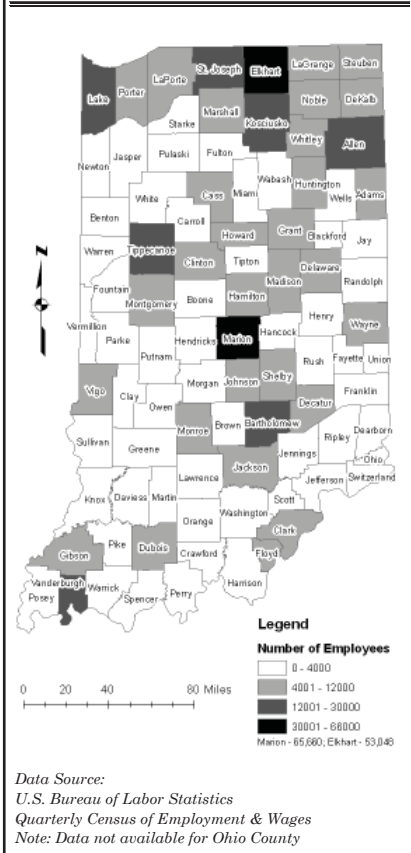 LaPorte St. Joseph Elkhart LaGrange Steuben
Lake Porter
Marshall Noble DeKalb
Starke Kosciusko
Whitley Allen
Newton Jasper Pulaski Fulton
Wabash
White Cass Miami Huntington Wells Adams
Benton Carroll
Howard Grant Blackford Jay
Warren Tippecanoe
Clinton Tipton Delaware
Madison Randolph
Fountain Montgomery Boone Hamilton
Henry
Vermillion Parke Hendricks Marion Hancock Wayne
Putnam
Rush Fayette Union
Morgan Johnson Shelby
Vigo Clay Owen Franklin
Decatur
Monroe Brown Bartholomew
Sullivan Greene Ripley Dearborn
Jennings Ohio
Jackson
Lawrence Jefferson Switzerland
Knox Daviess Martin Scott
Washington
Orange
Pike Dubois Clark
Gibson Crawford Floyd
Vanderburgh Warrick Harrison
Posey Spencer Perry
N
Legend
Number of Employees
0 - 4000
4001 - 12000
12001 - 30000
30001 - 66000
Marion - 65,660; Elkhart - 53,048
0 20 40 80 Miles
Data Source:
U.S. Bureau of Labor Statistics
Quarterly Census of Employment & Wages
Note: Data not available for Ohio County